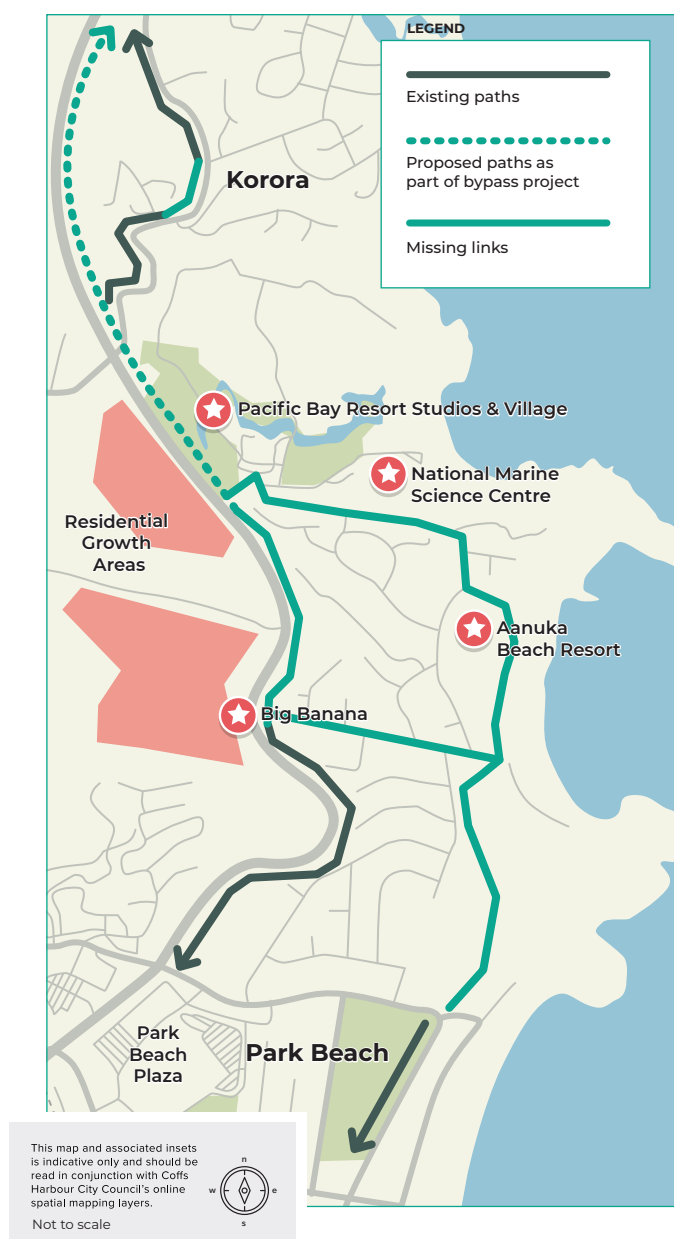 LEGEND
Existing paths
Proposed paths as
part of bypass project
Missing links
Korora
Pacific Bay Resort Studios & Village
National Marine
Science Centre
Residential
Growth
Areas
Aanuka
Beach Resort
Big Banana
Park
Beach
Plaza
Park Beach
This map and associated insets
is indicative only and should be
read in conjunction with Coffs
Harbour City Council's online
spatial mapping layers.
Not to scale
n
w
e
s